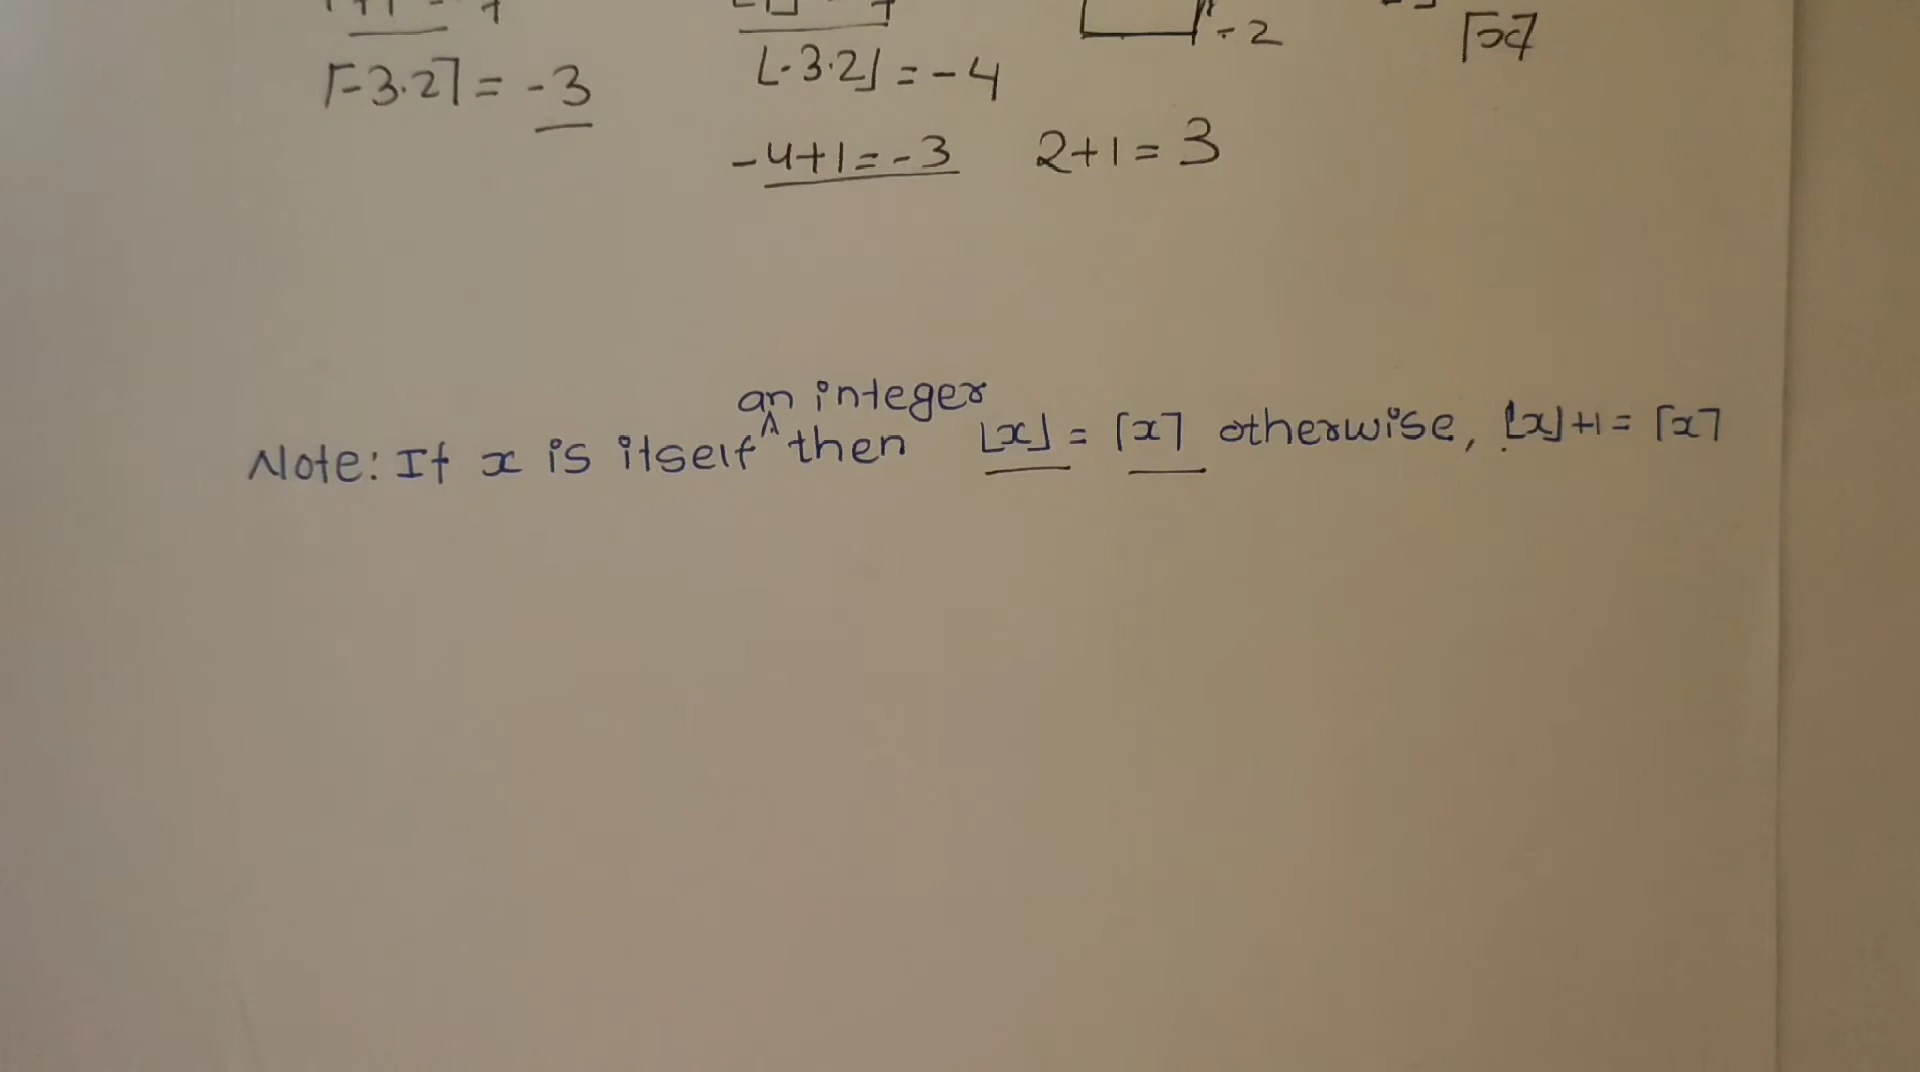 ⌈-3.2⌉ = -3
⌊-3.2⌋ = -4
-4+1 = -3
= 2
2+1 = 3
⌈x⌉
Note: If x is itself an integer then ⌊x⌋ = ⌈x⌉ otherwise, ⌊x⌋+1 = ⌈x⌉